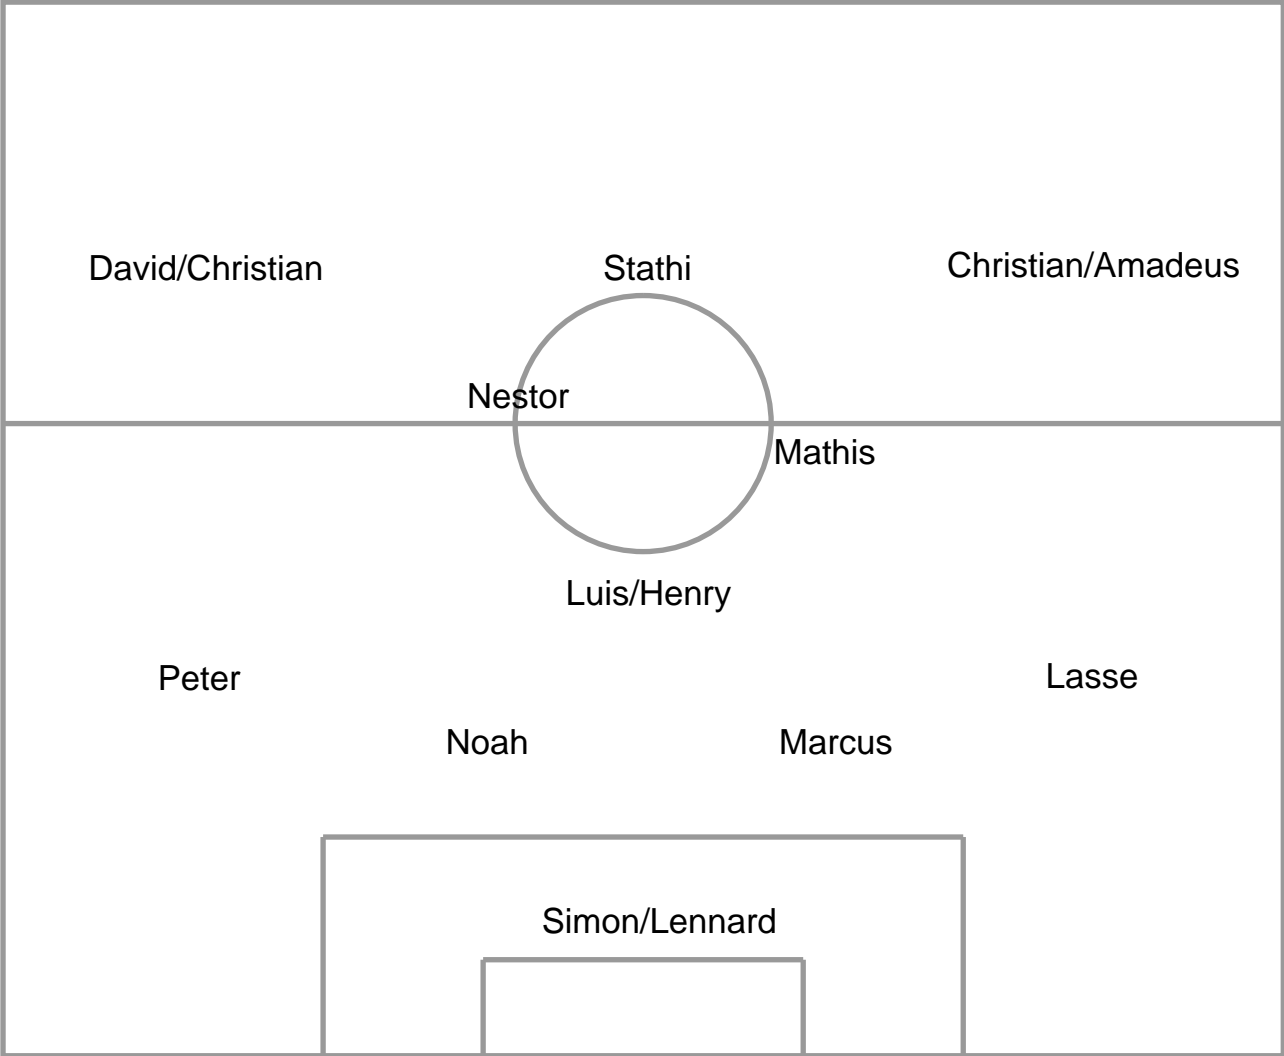 David/Christian
Stathi
Christian/Amadeus
Nestor
Mathis
Luis/Henry
Peter
Lasse
Noah
Marcus
Simon/Lennard